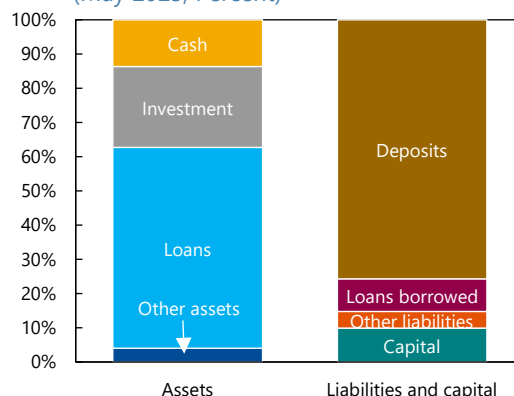 100%
90%
80%
70%
60%
50%
40%
30%
20%
10%
0%
Cash
Investment
Loans
Other assets
Deposits
Loans borrowed
Other liabilities
Capital
Assets
Liabilities and capital